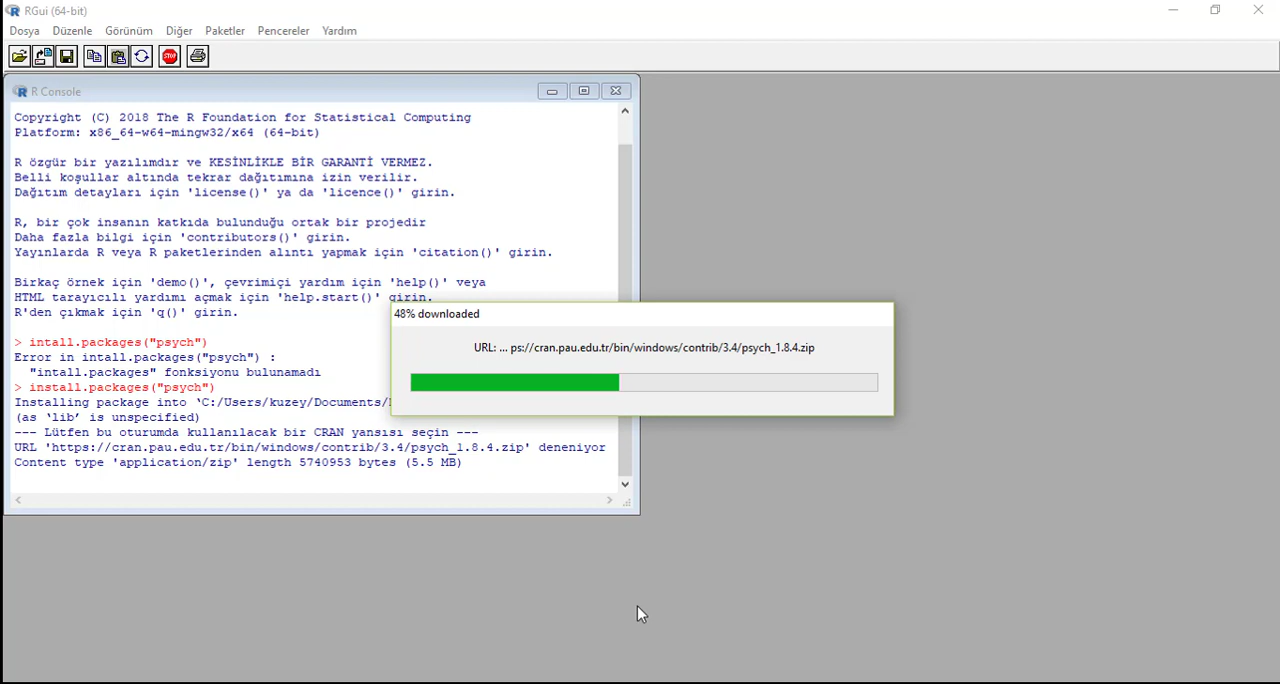 RGui (64-bit)
Dosya Düzenle Görünüm Diğer Paketler Pencereler Yardım
STOP
R Console
Copyright (C) 2018 The R Foundation for Statistical Computing
Platform: x86_64-w64-mingw32/x64 (64-bit)
R özgür bir yazılımdır ve KESİNLİKLE BİR GARANTİ VERMEZ.
Belli koşullar altında tekrar dağıtımına izin verilir.
Dağıtım detayları için 'license()' ya da 'licence()' girin.
R, bir çok insanın katkıda bulunduğu ortak bir projedir
Daha fazla bilgi için 'contributors()' girin.
Yayınlarda R veya R paketlerinden alıntı yapmak için 'citation()' girin.
Birkaç örnek için 'demo()', çevrimiçi yardım için 'help()' veya
HTML tarayıcılı yardımı açmak için 'help.start()' girin.
R'den çıkmak için 'q()' girin.
> intall.packages("psych")
Error in intall.packages("psych") :
"intall.packages" fonksiyonu bulunamadı
> install.packages("psych")
Installing package into ‘C:/Users/kuzey/Documents/
(as ‘lib’ is unspecified)
--- Lütfen bu oturumda kullanılacak bir CRAN yansısı seçin ---
URL 'https://cran.pau.edu.tr/bin/windows/contrib/3.4/psych_1.8.4.zip' deneniyor
Content type 'application/zip' length 5740953 bytes (5.5 MB)
48% downloaded
URL: ... ps://cran.pau.edu.tr/bin/windows/contrib/3.4/psych_1.8.4.zip